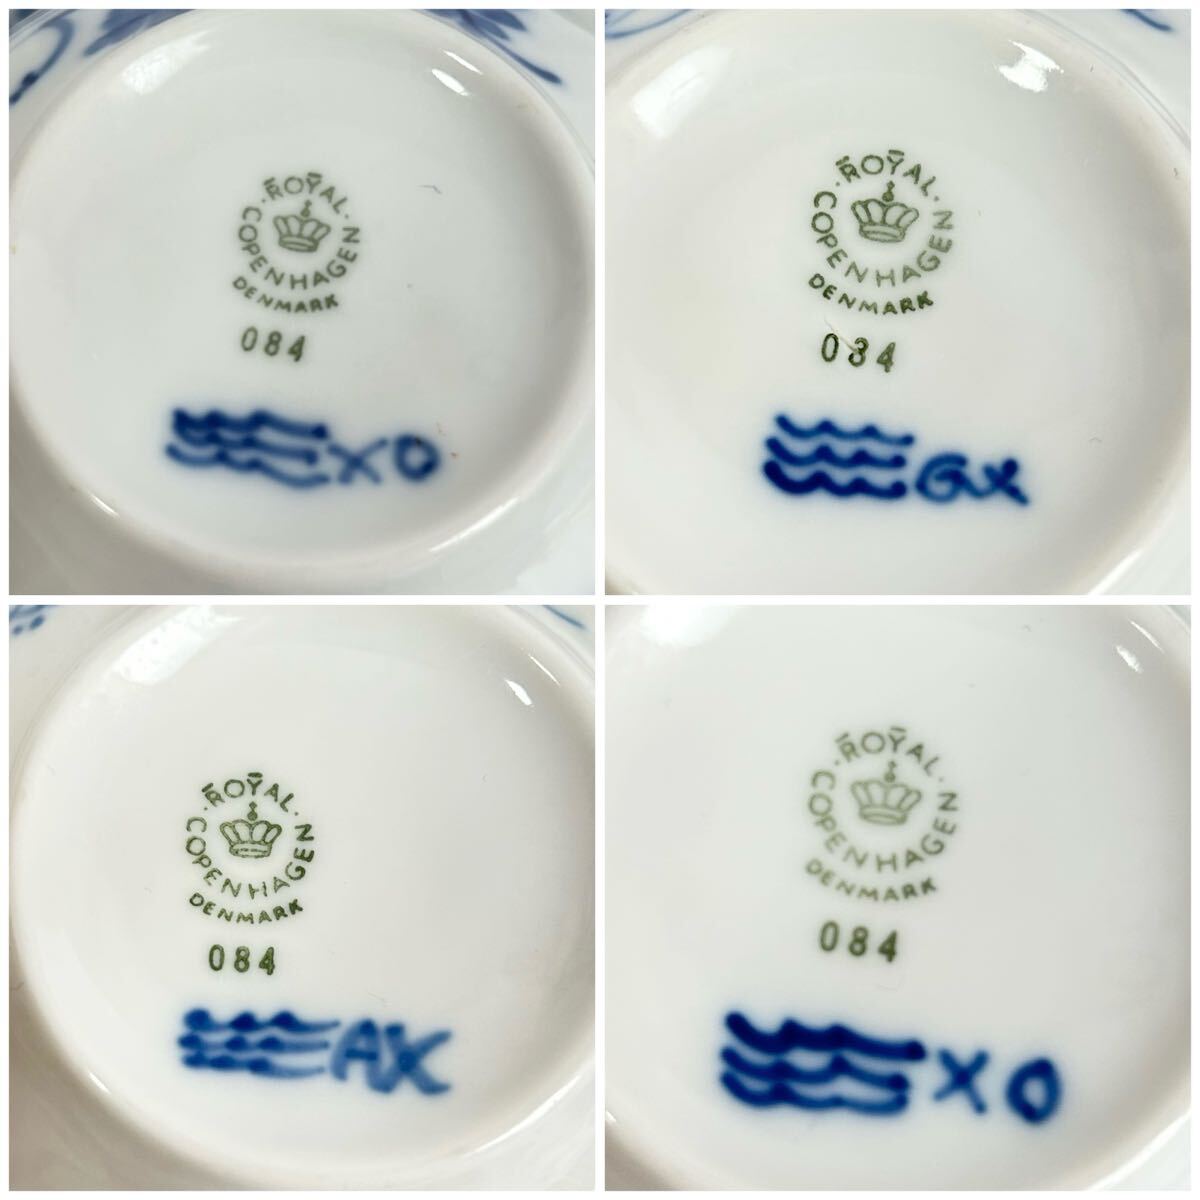 ROYAL
COPENHAGEN
DENMARK
084
XO
ROYAL
COPENHAGEN
DENMARK
084
GX
ROYAL
COPENHAGEN
DENMARK
084
AX
ROYAL
COPENHAGEN
DENMARK
084
XO